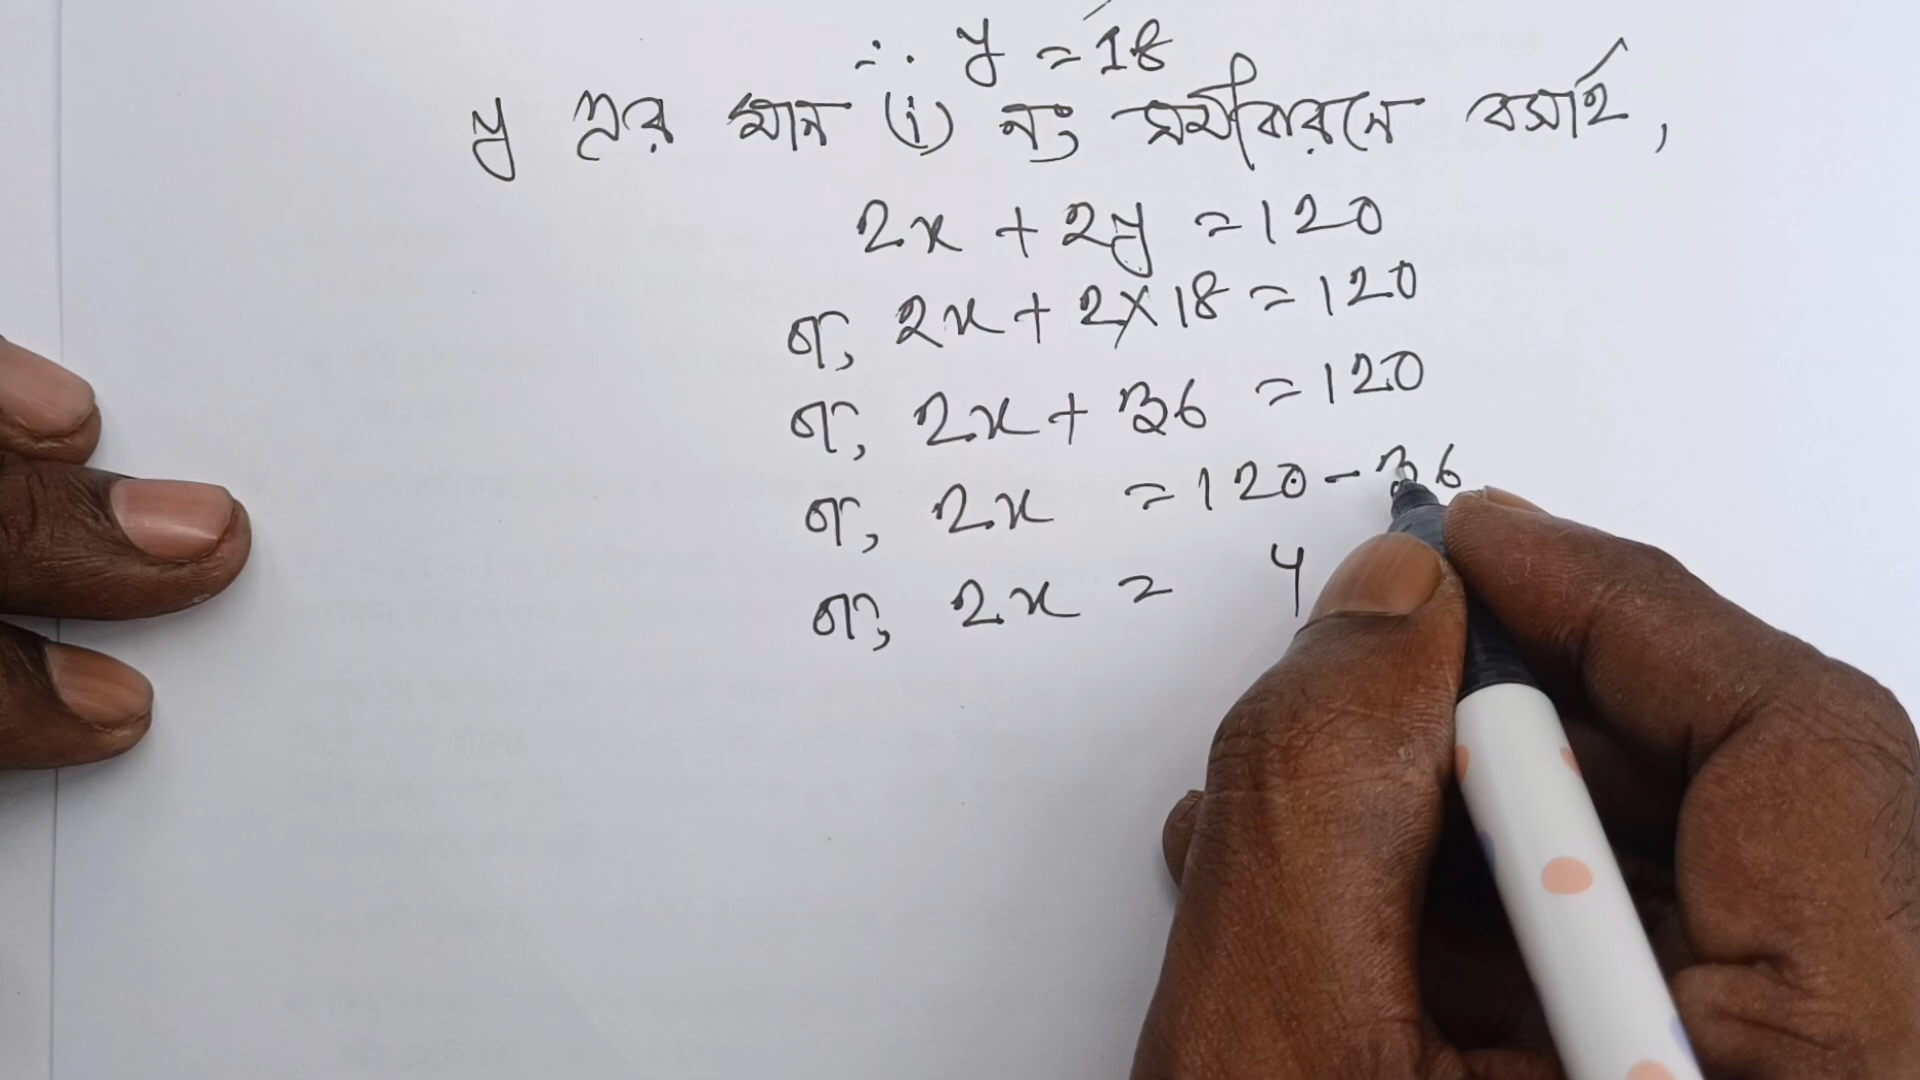 ∴ y = 18
y এর মান (i) নং সমীকরনে বসাই,
2x + 2y = 120
বা, 2x + 2×18 = 120
বা, 2x + 36 = 120
বা, 2x = 120 - 36
বা, 2x = 4